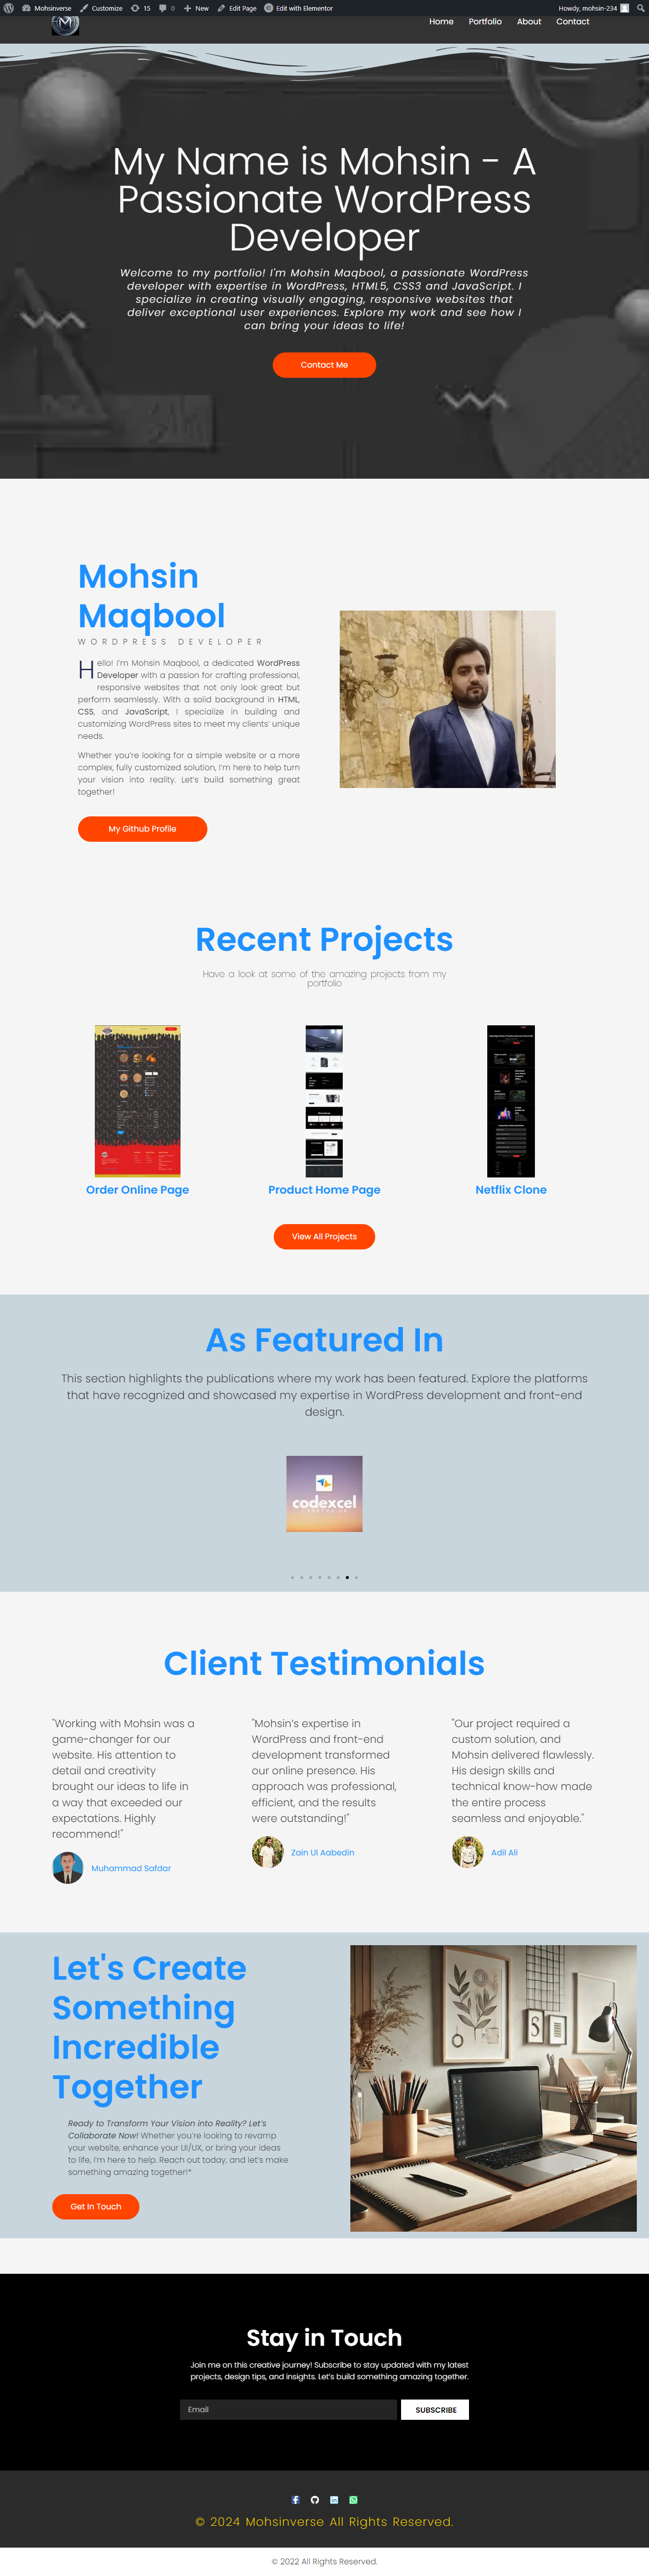 Mohsinverse Customize 15 0 New Edit Page Edit with Elementor Howdy, mohsin-234
Home Portfolio About Contact
My Name is Mohsin - A
Passionate WordPress
Developer
Welcome to my portfolio! I'm Mohsin Maqbool, a passionate WordPress
developer with expertise in WordPress, HTML5, CSS3 and JavaScript. I
specialize in creating visually engaging, responsive websites that
deliver exceptional user experiences. Explore my work and see how I
can bring your ideas to life!
Contact Me
Mohsin
Maqbool
WORDPRESS DEVELOPER
Hello! I'm Mohsin Maqbool, a dedicated WordPress
Developer with a passion for crafting professional,
responsive websites that not only look great but
perform seamlessly. With a solid background in HTML,
CSS, and JavaScript, I specialize in building and
customizing WordPress sites to meet my clients' unique
needs.
Whether you're looking for a simple website or a more
complex, fully customized solution, I'm here to help turn
your vision into reality. Let's build something great
together!
My Github Profile
Recent Projects
Have a look at some of the amazing projects from my
portfolio
Order Online Page
Product Home Page
Netflix Clone
View All Projects
As Featured In
This section highlights the publications where my work has been featured. Explore the platforms
that have recognized and showcased my expertise in WordPress development and front-end
design.
codexcel
Client Testimonials
"Working with Mohsin was a
game-changer for our
website. His attention to
detail and creativity
brought our ideas to life in
a way that exceeded our
expectations. Highly
recommend!"
Muhammad Safdar
"Mohsin's expertise in
WordPress and front-end
development transformed
our online presence. His
approach was professional,
efficient, and the results
were outstanding!"
Zain Ul Aabedin
"Our project required a
custom solution, and
Mohsin delivered flawlessly.
His design skills and
technical know-how made
the entire process
seamless and enjoyable."
Adil Ali
Let's Create
Something
Incredible
Together
Ready to Transform Your Vision into Reality? Let's
Collaborate Now! Whether you're looking to revamp
your website, enhance your UI/UX, or bring your ideas
to life, I'm here to help. Reach out today, and let's make
something amazing together!"
Get In Touch
Stay in Touch
Join me on this creative journey! Subscribe to stay updated with my latest
projects, design tips, and insights. Let's build something amazing together.
Email
SUBSCRIBE
© 2024 Mohsinverse All Rights Reserved.
© 2022 All Rights Reserved.